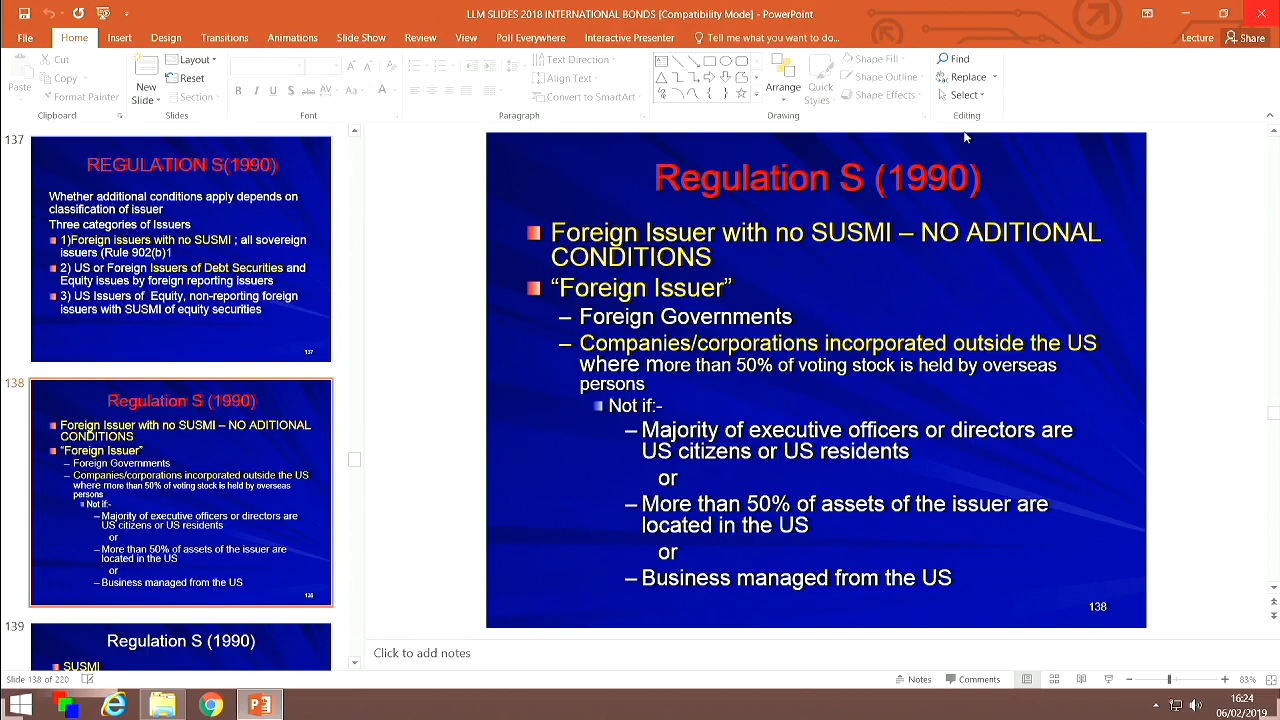 LLM SLIDES 2018 INTERNATIONAL BONDS [Compatibility Mode] - PowerPoint
File Home Insert Design Transitions Animations Slide Show Review View Poll Everywhere Interactive Presenter Tell me what you want to do... Lecture Share
Paste
Cut
Copy
Format Painter
Clipboard
New
Slide
Layout
Reset
Section
Slides
B I U S abc AV Aa A
Font
Text Direction
Align Text
Convert to SmartArt
Paragraph
Arrange
Quick
Styles
Shape Fill
Shape Outline
Shape Effects
Drawing
Find
Replace
Select
Editing
137
REGULATION S(1990)
Whether additional conditions apply depends on
classification of issuer
Three categories of Issuers
1)Foreign issuers with no SUSMI ; all sovereign
issuers (Rule 902(b)1
2) US or Foreign Issuers of Debt Securities and
Equity issues by foreign reporting issuers
3) US Issuers of Equity, non-reporting foreign
issuers with SUSMI of equity securities
137
138
Regulation S (1990)
Foreign Issuer with no SUSMI – NO ADITIONAL
CONDITIONS
“Foreign Issuer”
– Foreign Governments
– Companies/corporations incorporated outside the US
where more than 50% of voting stock is held by overseas
persons
Not if:-
– Majority of executive officers or directors are
US citizens or US residents
or
– More than 50% of assets of the issuer are
located in the US
or
– Business managed from the US
138
139
Regulation S (1990)
SUSMI
Regulation S (1990)
Foreign Issuer with no SUSMI – NO ADITIONAL
CONDITIONS
“Foreign Issuer”
– Foreign Governments
– Companies/corporations incorporated outside the US
where more than 50% of voting stock is held by overseas
persons
Not if:-
– Majority of executive officers or directors are
US citizens or US residents
or
– More than 50% of assets of the issuer are
located in the US
or
– Business managed from the US
138
Click to add notes
Slide 138 of 220
Notes Comments 83%
16:24
06/02/2019